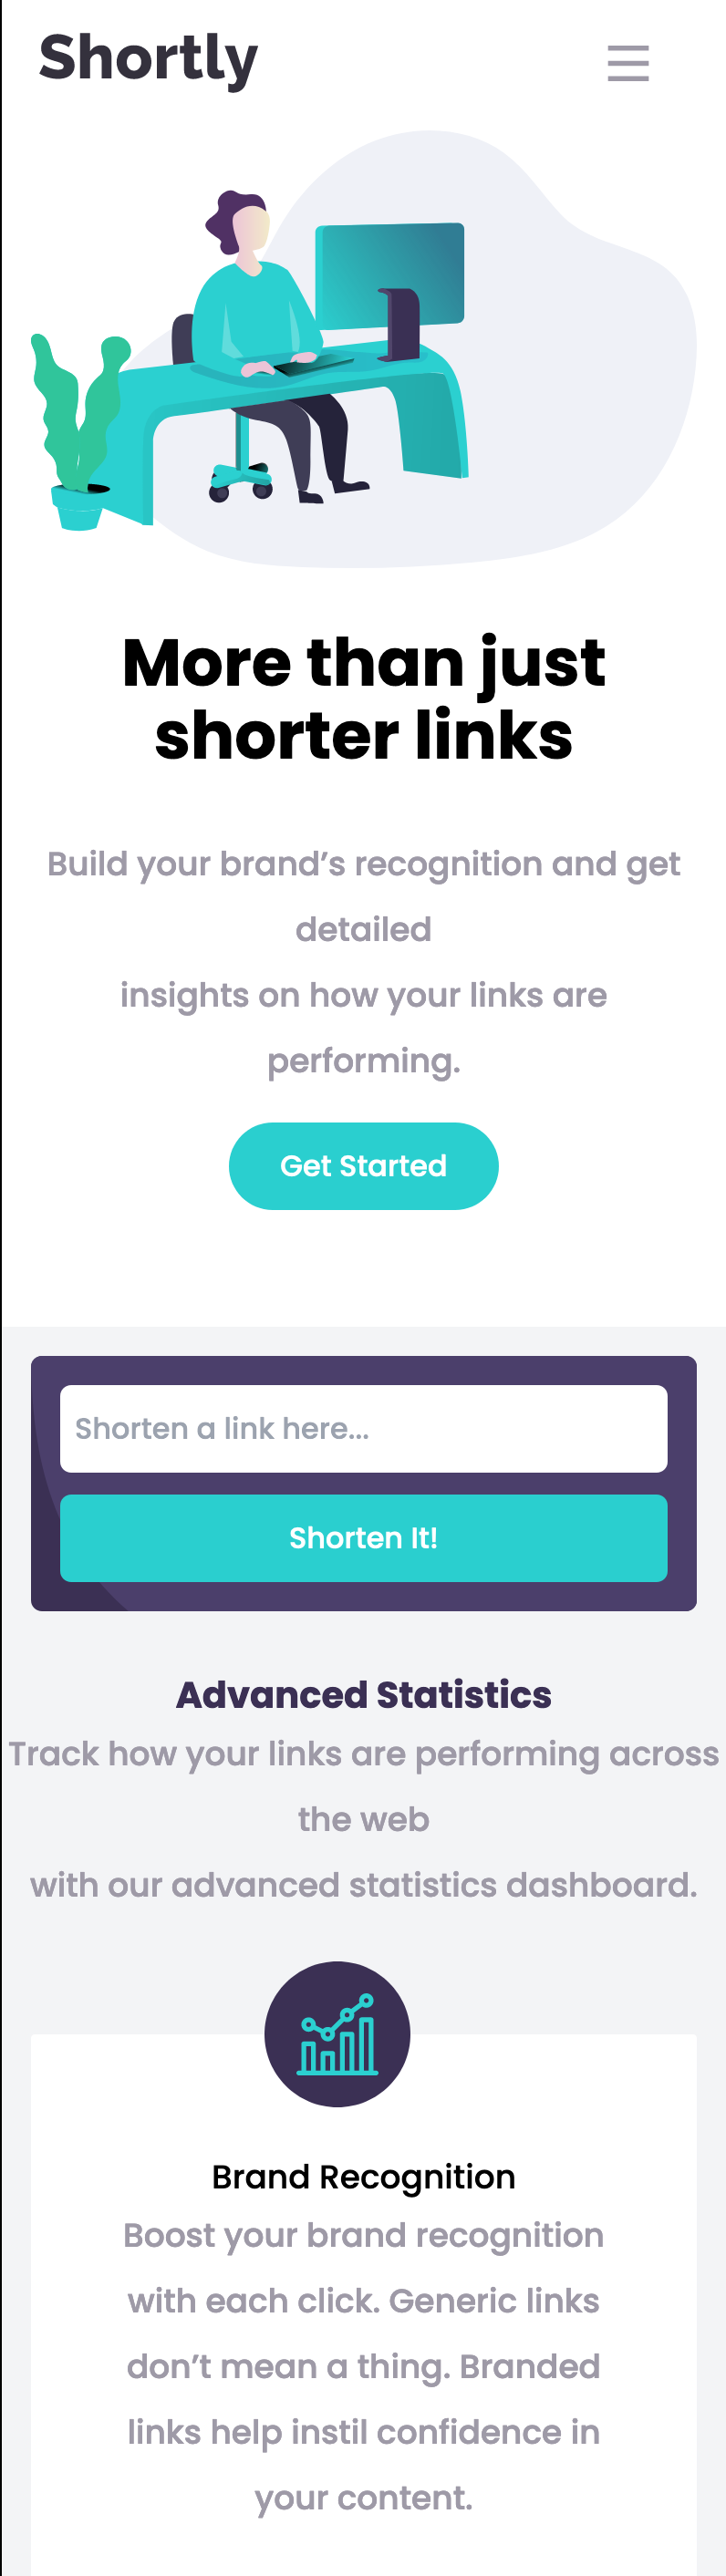 Shortly
More than just
shorter links
Build your brand’s recognition and get
detailed
insights on how your links are
performing.
Get Started
Shorten a link here...
Shorten It!
Advanced Statistics
Track how your links are performing across
the web
with our advanced statistics dashboard.
Brand Recognition
Boost your brand recognition
with each click. Generic links
don’t mean a thing. Branded
links help instil confidence in
your content.